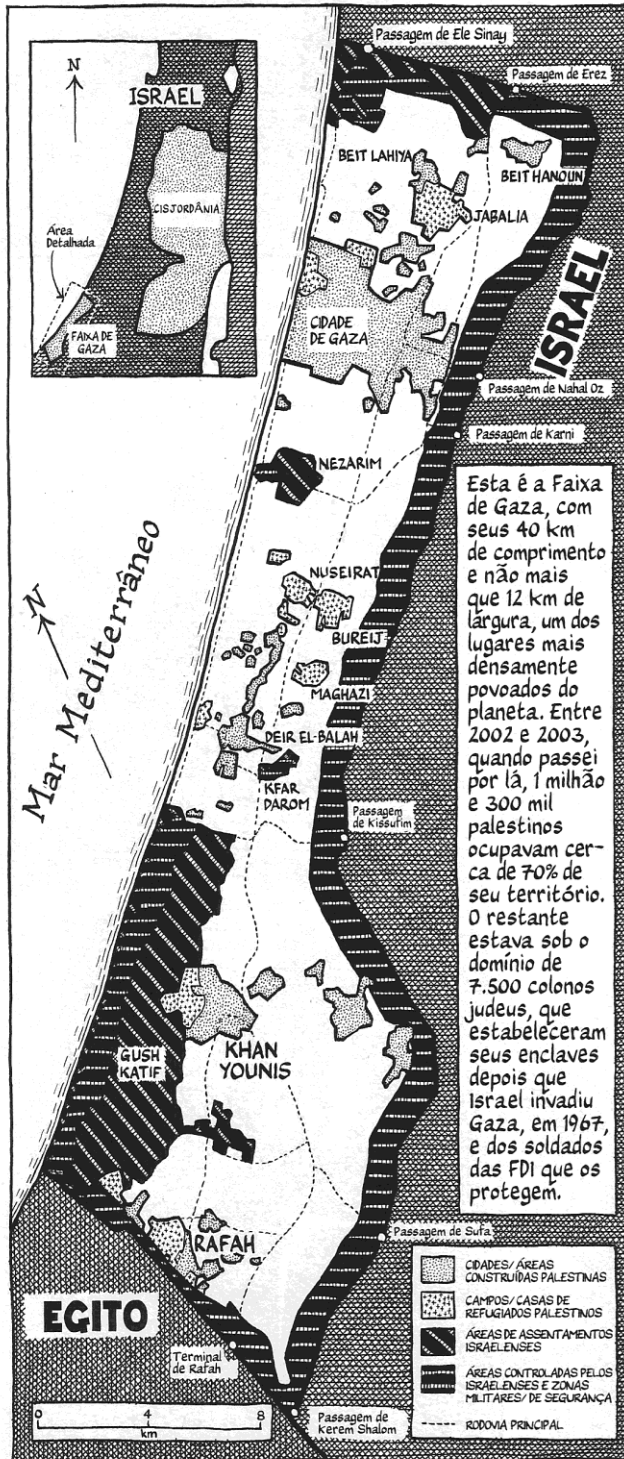 Passagem de Ele Sinay
Passagem de Erez
N
ISRAEL
CISJORDÂNIA
Área
Detalhada
FAIXA DE
GAZA
BEIT LAHIYA
BEIT HANOUN
JABALIA
CIDADE
DE GAZA
ISRAEL
Passagem de Nahal Oz
Passagem de Karni
NEZARIM
Mar Mediterrâneo
N
NUSEIRAT
BUREIJ
MAGHAZI
DEIR EL-BALAH
KFAR
DAROM
Passagem
de Kissufim
Esta é a Faixa
de Gaza, com
seus 40 km
de comprimento
e não mais
que 12 km de
largura, um dos
lugares mais
densamente
povoados do
planeta. Entre
2002 e 2003,
quando passei
por lá, 1 milhão
e 300 mil
palestinos
ocupavam cer-
ca de 70% de
seu território.
O restante
estava sob o
domínio de
7.500 colonos
judeus, que
estabeleceram
seus enclaves
depois que
Israel invadiu
Gaza, em 1967,
e dos soldados
das FDI que os
protegem.
GUSH
KATIF
KHAN
YOUNIS
RAFAH
Passagem de Sufa
EGITO
Terminal
de Rafah
Passagem de
Kerem Shalom
0 4 8
km
CIDADES/ÁREAS
CONSTRUÍDAS PALESTINAS
CAMPOS/CASAS DE
REFUGIADOS PALESTINOS
ÁREAS DE ASSENTAMENTOS
ISRAELENSES
ÁREAS CONTROLADAS PELOS
ISRAELENSES E ZONAS
MILITARES/DE SEGURANÇA
RODOVIA PRINCIPAL